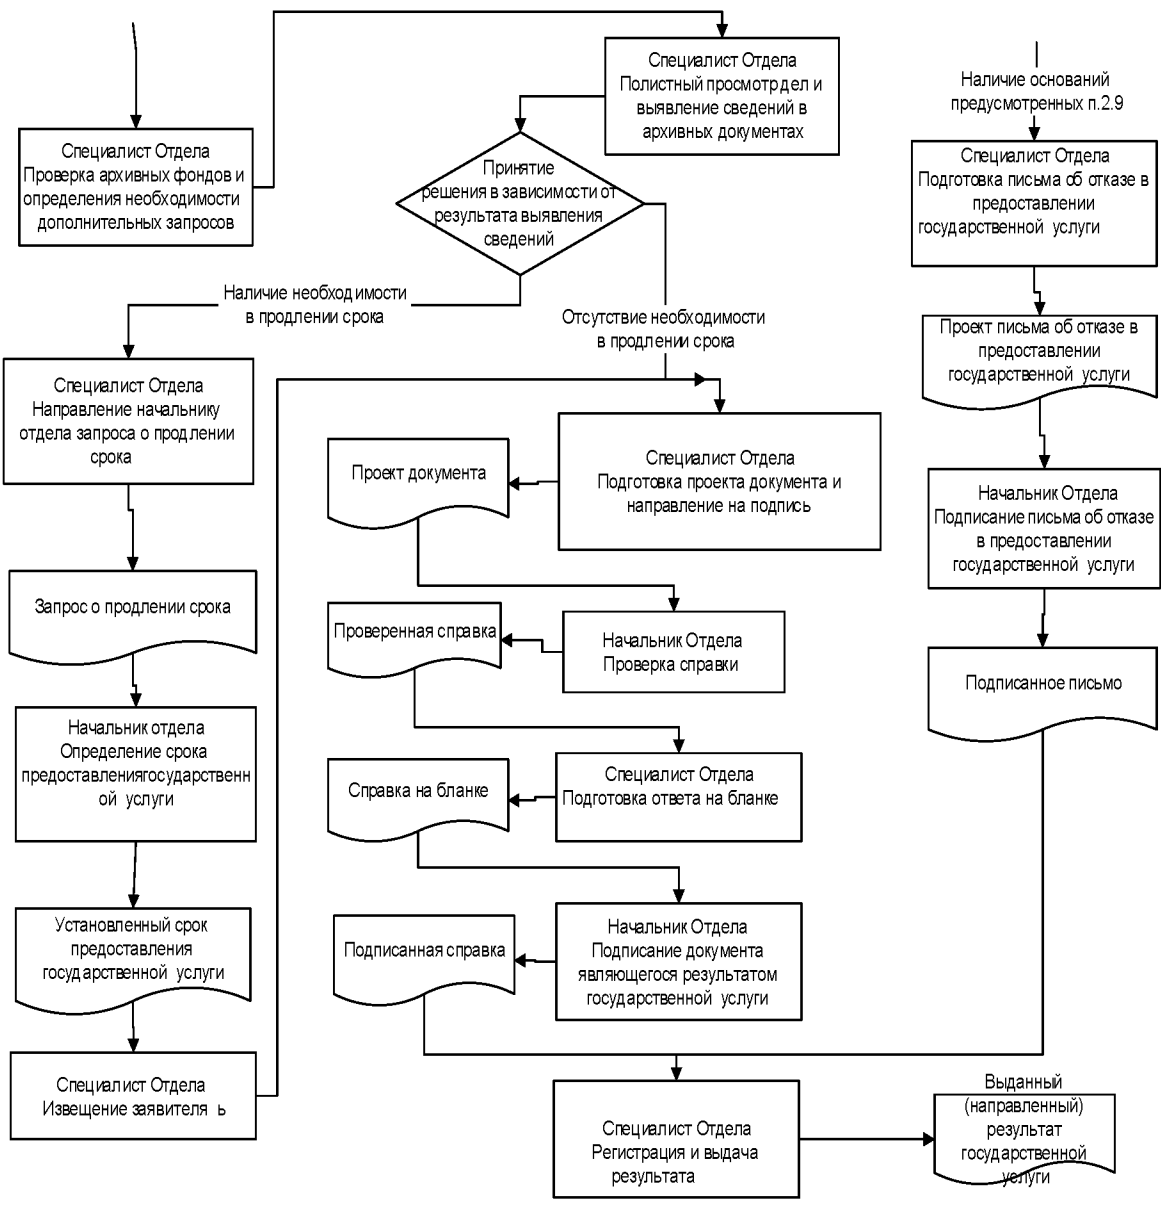 Специалист Отдела
Проверка архивных фондов и
определения необходимости
дополнительных запросов
Специалист Отдела
Полистный просмотр дел и
выявление сведений в
архивных документах
Принятие
решения в зависимости от
результата выявления
сведений
Наличие необходимости
в продлении срока
Отсутствие необходимости
в продлении срока
Специалист Отдела
Направление начальнику
отдела запроса о продлении
срока
Запрос о продлении срока
Начальник отдела
Определение срока
предоставлениягосударственн
ой услуги
Установленный срок
предоставления
государственной услуги
Специалист Отдела
Извещение заявителя ь
Специалист Отдела
Подготовка проекта документа и
направление на подпись
Проект документа
Начальник Отдела
Проверка справки
Проверенная справка
Специалист Отдела
Подготовка ответа на бланке
Справка на бланке
Начальник Отдела
Подписание документа
являющегося результатом
государственной услуги
Подписанная справка
Наличие оснований
предусмотренных п.2.9
Специалист Отдела
Подготовка письма об отказе в
предоставлении
государственной услуги
Проект письма об отказе в
предоставлении
государственной услуги
Начальник Отдела
Подписание письма об отказе
в предоставлении
государственной услуги
Подписанное письмо
Специалист Отдела
Регистрация и выдача
результата
Выданный
(направленный)
результат
государственной
услуги